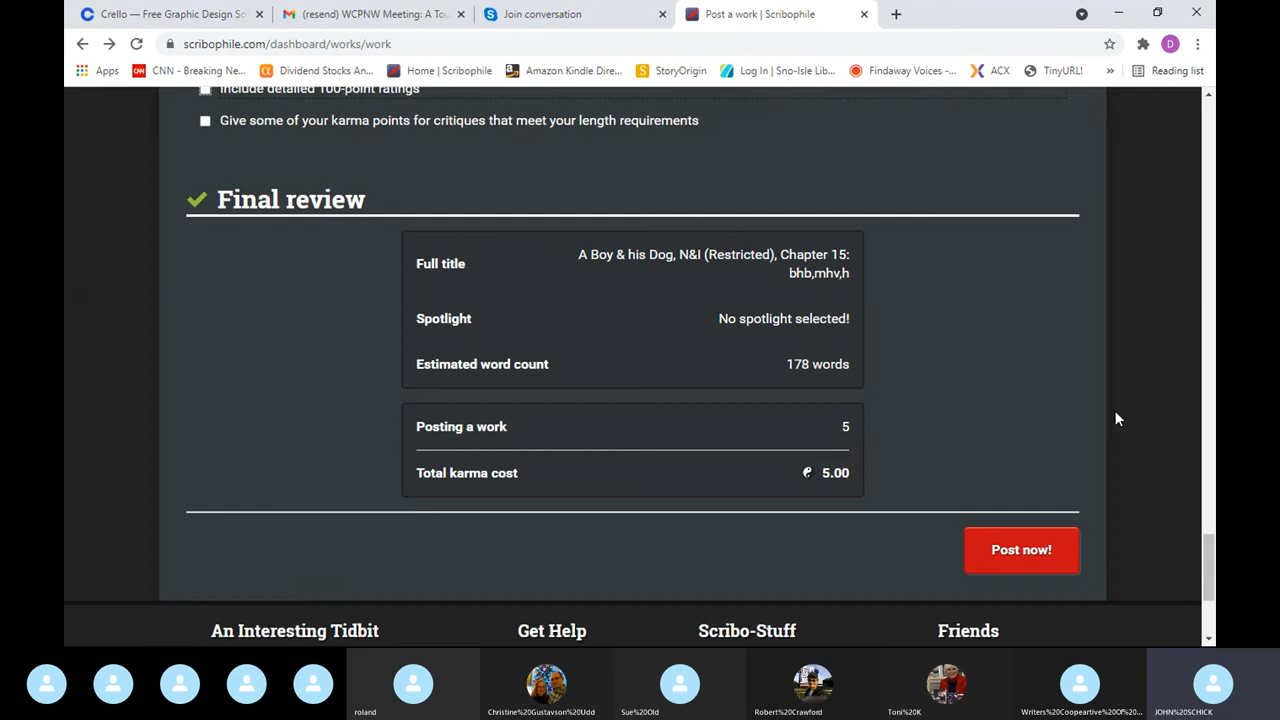 Crello — Free Graphic Design So
(resend) WCPNW Meeting: A Tou
Join conversation
Post a work | Scribophile
scribophile.com/dashboard/works/work
D
Apps
CNN - Breaking Ne...
Dividend Stocks An...
Home | Scribophile
Amazon Kindle Dire...
StoryOrigin
Log In | Sno-Isle Lib...
Findaway Voices -...
ACX
TinyURL!
»
Reading list
Include detailed 100-point ratings
Give some of your karma points for critiques that meet your length requirements
Final review
Full title
A Boy & his Dog, N&I (Restricted), Chapter 15:
bhb,mhv,h
Spotlight
No spotlight selected!
Estimated word count
178 words
Posting a work
5
Total karma cost
5.00
Post now!
An Interesting Tidbit
Get Help
Scribo-Stuff
Friends
roland
Christine%20Gustavson%20Udd
Sue%20Old
Robert%20Crawford
Toni%20K
Writers%20Coopeartive%20Of%20...
JOHN%20SCHICK